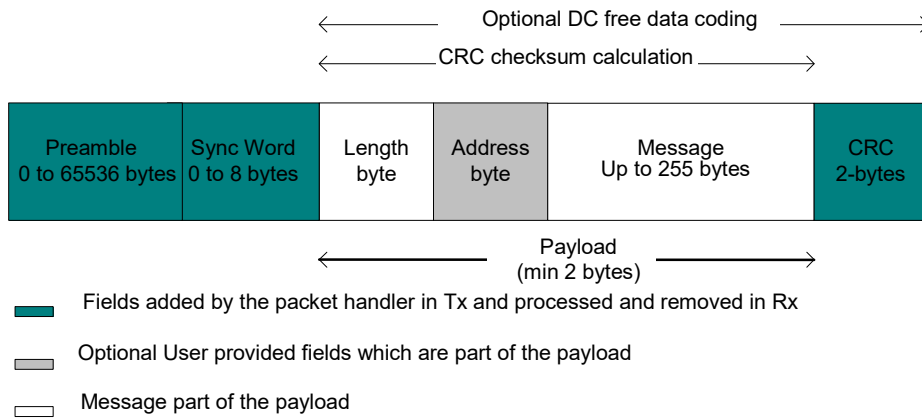 Optional DC free data coding
CRC checksum calculation
Preamble
0 to 65536 bytes
Sync Word
0 to 8 bytes
Length
byte
Address
byte
Message
Up to 255 bytes
CRC
2-bytes
Payload
(min 2 bytes)
Fields added by the packet handler in Tx and processed and removed in Rx
Optional User provided fields which are part of the payload
Message part of the payload